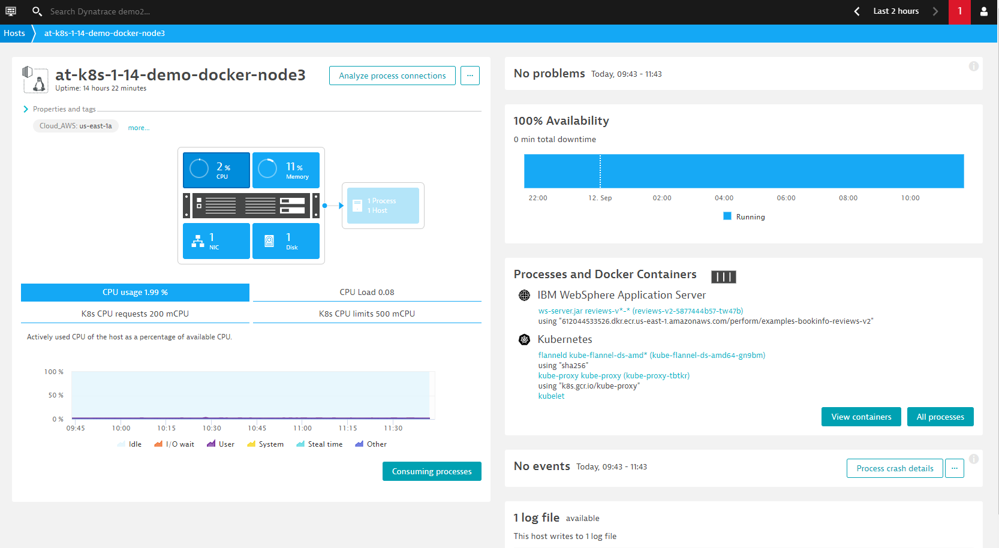 Search Dynatrace demo2...
Last 2 hours
1
Hosts
at-k8s-1-14-demo-docker-node3
at-k8s-1-14-demo-docker-node3
Uptime: 14 hours 22 minutes
Analyze process connections
...
Properties and tags
Cloud_AWS: us-east-1a
more...
2 %
CPU
11 %
Memory
1 Process
1 Host
1
NIC
1
Disk
CPU usage 1.99 %
CPU Load 0.08
K8s CPU requests 200 mCPU
K8s CPU limits 500 mCPU
Actively used CPU of the host as a percentage of available CPU.
100 %
50 %
0 %
09:45 10:00 10:15 10:30 10:45 11:00 11:15 11:30
Idle I/O wait User System Steal time Other
Consuming processes
No problems Today, 09:43 - 11:43
100% Availability
0 min total downtime
22:00 12. Sep 02:00 04:00 06:00 08:00 10:00
Running
Processes and Docker Containers
IBM WebSphere Application Server
ws-server.jar reviews-v*-* (reviews-v2-5877444b57-tw47b)
using "612044533526.dkr.ecr.us-east-1.amazonaws.com/perform/examples-bookinfo-reviews-v2"
Kubernetes
flanneld kube-flannel-ds-amd* (kube-flannel-ds-amd64-gn9bm)
using "sha256"
kube-proxy kube-proxy (kube-proxy-tbtkr)
using "k8s.gcr.io/kube-proxy"
kubelet
View containers
All processes
No events Today, 09:43 - 11:43
Process crash details
...
1 log file available
This host writes to 1 log file